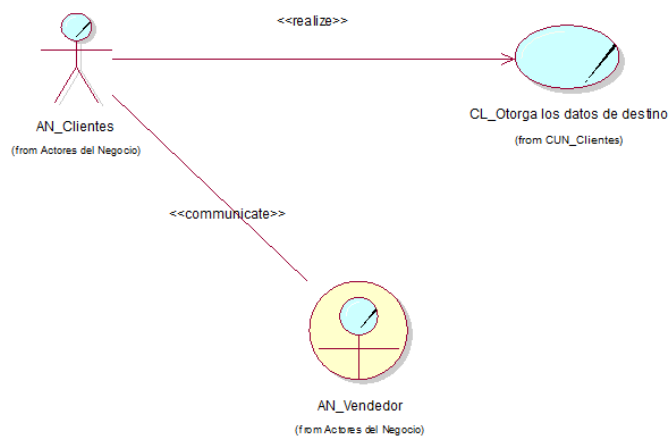 <<realize>>
AN_Clientes
(from Actores del Negocio)
CL_Otorga los datos de destino
(from CUN_Clientes)
<<communicate>>
AN_Vendedor
(from Actores del Negocio)